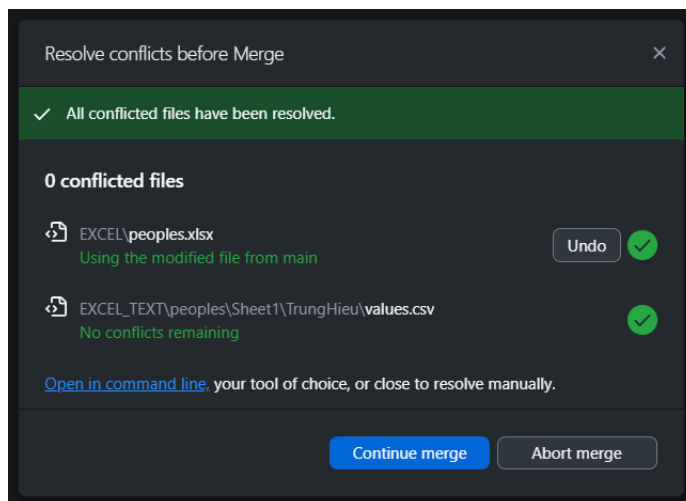 Resolve conflicts before Merge
All conflicted files have been resolved.
0 conflicted files
EXCEL\peoples.xlsx
Using the modified file from main
Undo
EXCEL_TEXT\peoples\Sheet1\TrungHieu\values.csv
No conflicts remaining
Open in command line, your tool of choice, or close to resolve manually.
Continue merge
Abort merge